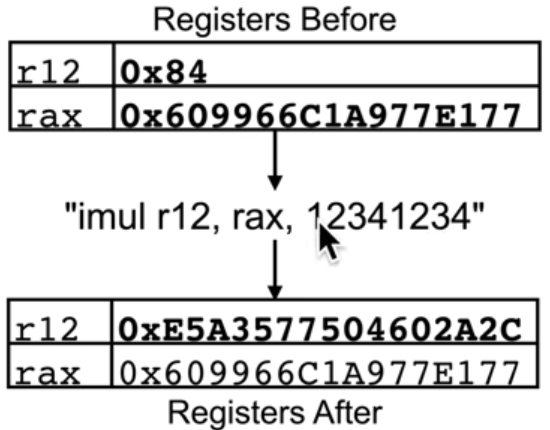 Registers Before
r12 0x84
rax 0x609966C1A977E177
"imul r12, rax, 12341234"
r12 0xE5A3577504602A2C
rax 0x609966C1A977E177
Registers After